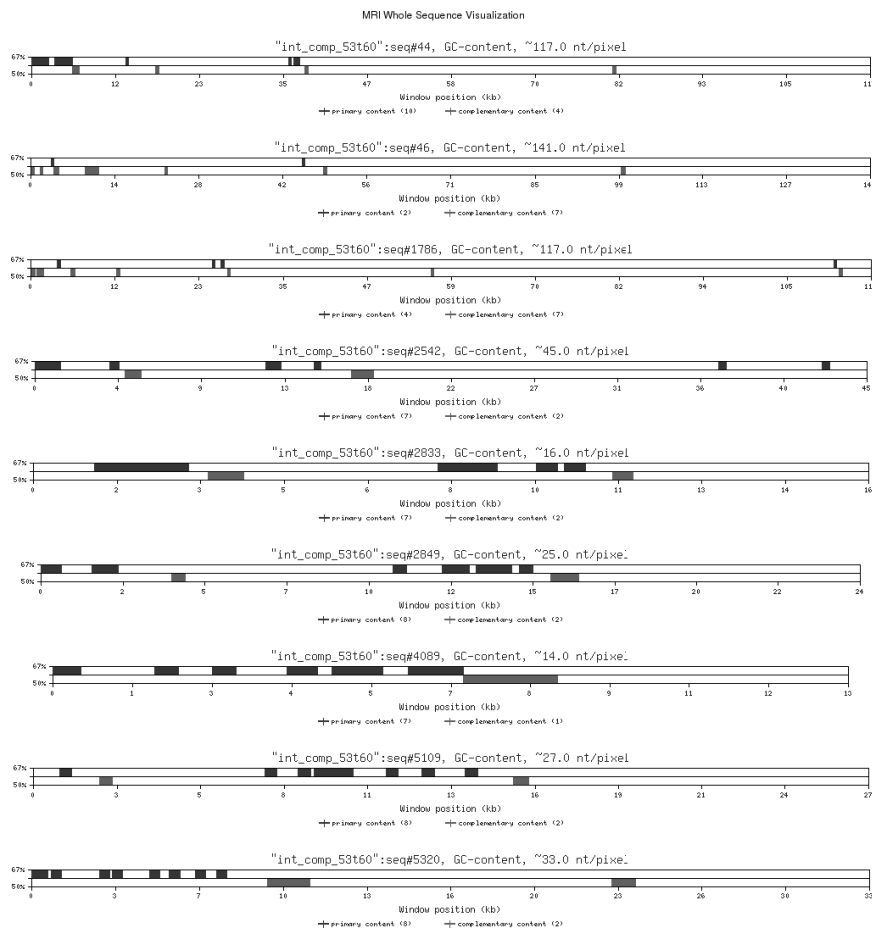 MRI Whole Sequence Visualization
"int_comp_53t60":seq#44, GC-content, ~117.0 nt/pixel
67%
50%
0 12 23 35 47 58 70 82 94 105 11
Window position (kb)
primary content (10) complementary content (4)
"int_comp_53t60":seq#46, GC-content, ~141.0 nt/pixel
67%
50%
0 14 28 42 56 71 85 99 113 127 14
Window position (kb)
primary content (2) complementary content (7)
"int_comp_53t60":seq#1786, GC-content, ~117.0 nt/pixel
67%
50%
0 12 23 35 47 59 70 82 94 105 11
Window position (kb)
primary content (4) complementary content (7)
"int_comp_53t60":seq#2542, GC-content, ~45.0 nt/pixel
67%
50%
0 4 9 13 18 22 27 31 36 40 45
Window position (kb)
primary content (7) complementary content (2)
"int_comp_53t60":seq#2833, GC-content, ~16.0 nt/pixel
67%
50%
0 2 3 5 6 8 10 11 13 14 16
Window position (kb)
primary content (7) complementary content (2)
"int_comp_53t60":seq#2849, GC-content, ~25.0 nt/pixel
67%
50%
0 2 5 7 10 12 15 17 20 22 24
Window position (kb)
primary content (8) complementary content (2)
"int_comp_53t60":seq#4089, GC-content, ~14.0 nt/pixel
67%
50%
0 1 3 4 5 7 8 9 11 12 13
Window position (kb)
primary content (7) complementary content (1)
"int_comp_53t60":seq#5109, GC-content, ~27.0 nt/pixel
67%
50%
0 3 5 8 11 13 16 19 21 24 27
Window position (kb)
primary content (8) complementary content (2)
"int_comp_53t60":seq#5320, GC-content, ~33.0 nt/pixel
67%
50%
0 3 7 10 13 16 20 23 26 30 33
Window position (kb)
primary content (8) complementary content (2)